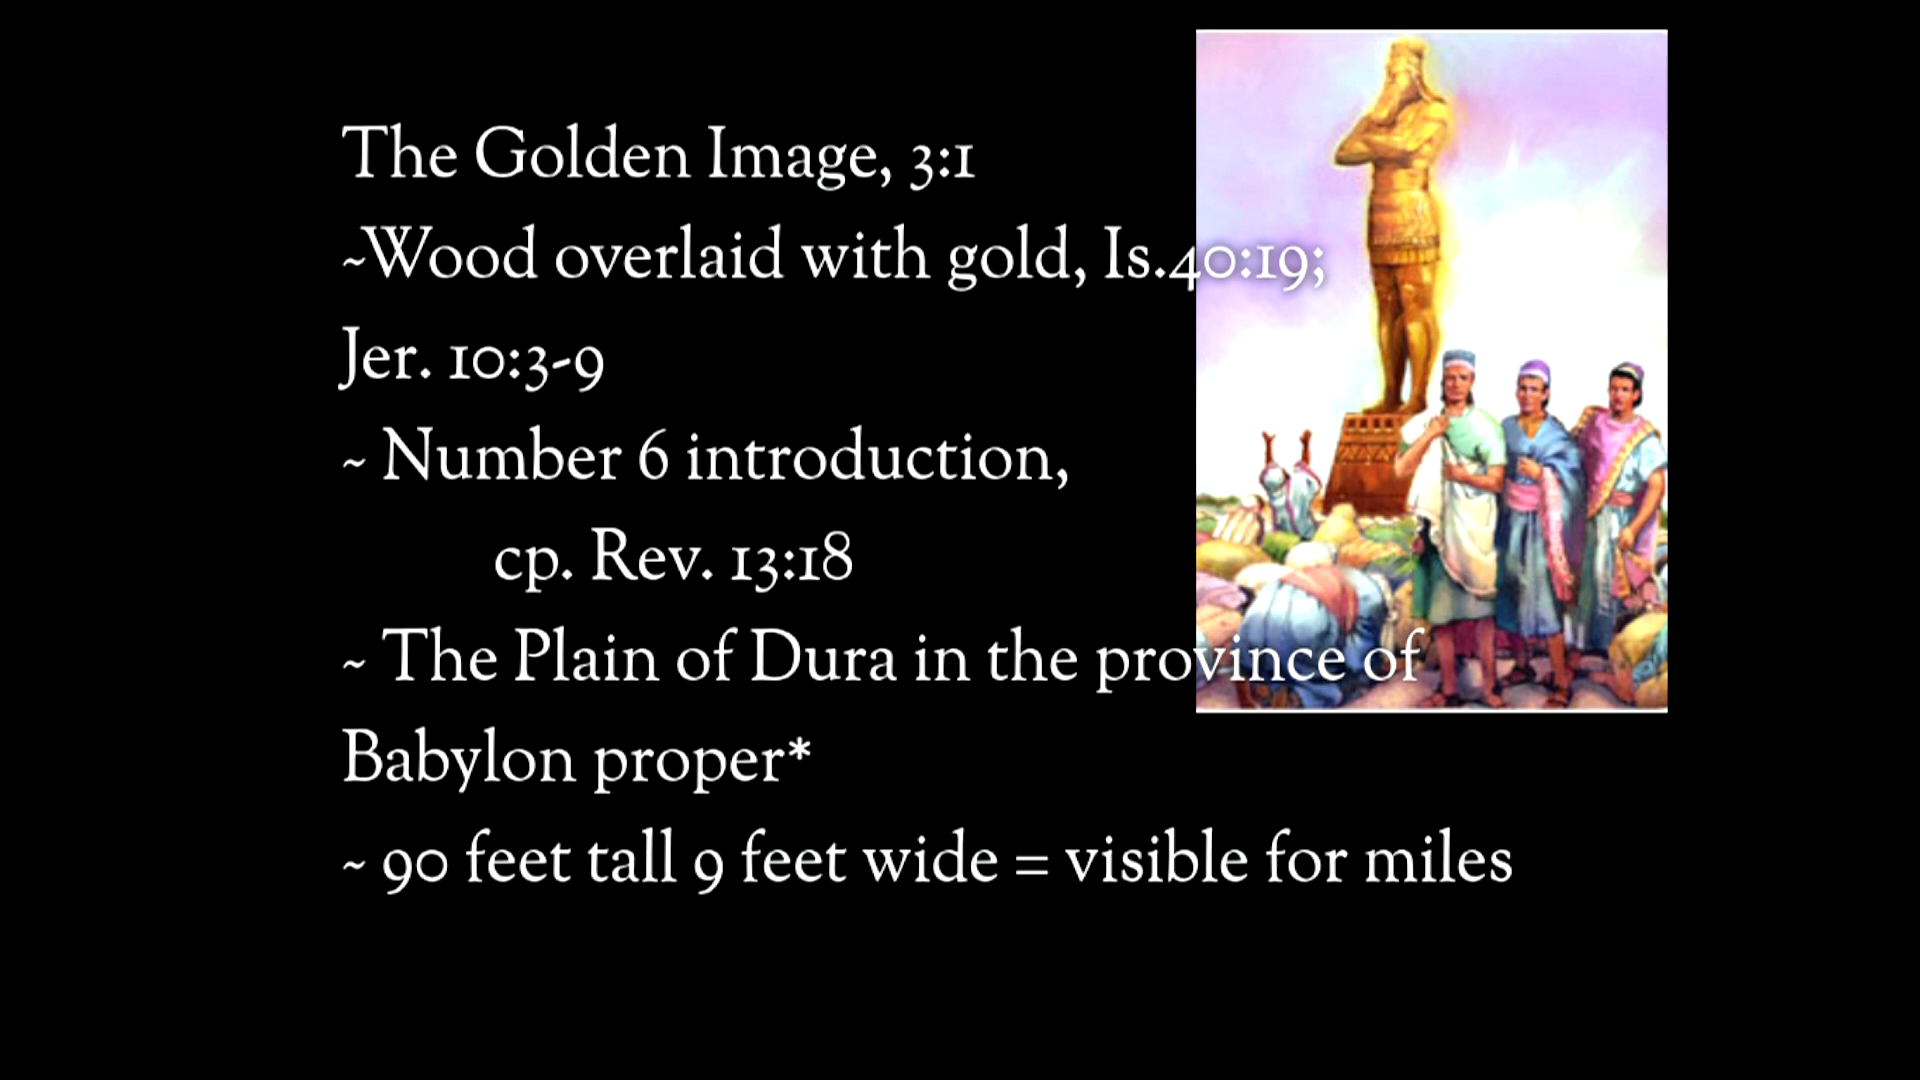 The Golden Image, 3:1
~Wood overlaid with gold, Is.40:19;
Jer. 10:3-9
~ Number 6 introduction,
cp. Rev. 13:18
~ The Plain of Dura in the province of
Babylon proper*
~ 90 feet tall 9 feet wide = visible for miles